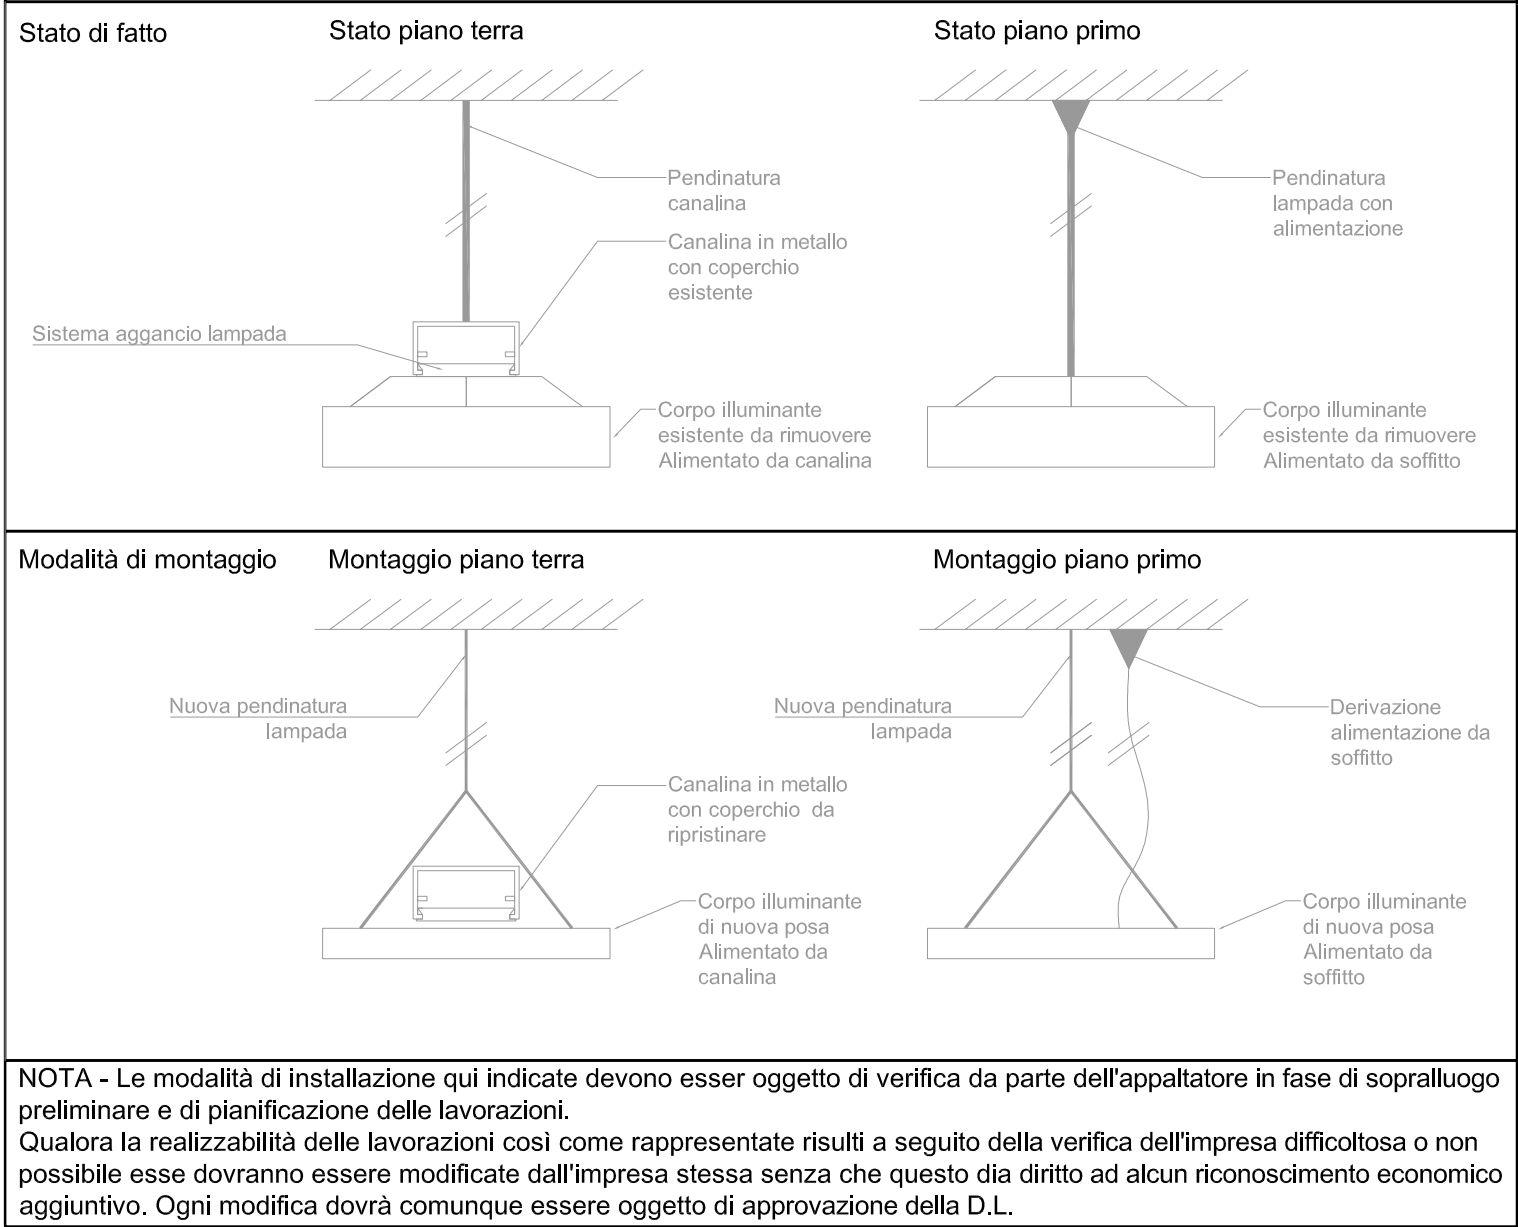 Stato di fatto
Stato piano terra
Stato piano primo
Pendinatura
canalina
Canalina in metallo
con coperchio
esistente
Sistema aggancio lampada
Corpo illuminante
esistente da rimuovere
Alimentato da canalina
Pendinatura
lampada con
alimentazione
Corpo illuminante
esistente da rimuovere
Alimentato da soffitto
Modalità di montaggio
Montaggio piano terra
Montaggio piano primo
Nuova pendinatura
lampada
Canalina in metallo
con coperchio da
ripristinare
Corpo illuminante
di nuova posa
Alimentato da
canalina
Nuova pendinatura
lampada
Derivazione
alimentazione da
soffitto
Corpo illuminante
di nuova posa
Alimentato da
soffitto
NOTA - Le modalità di installazione qui indicate devono esser oggetto di verifica da parte dell'appaltatore in fase di sopralluogo
preliminare e di pianificazione delle lavorazioni.
Qualora la realizzabilità delle lavorazioni così come rappresentate risulti a seguito della verifica dell'impresa difficoltosa o non
possibile esse dovranno essere modificate dall'impresa stessa senza che questo dia diritto ad alcun riconoscimento economico
aggiuntivo. Ogni modifica dovrà comunque essere oggetto di approvazione della D.L.